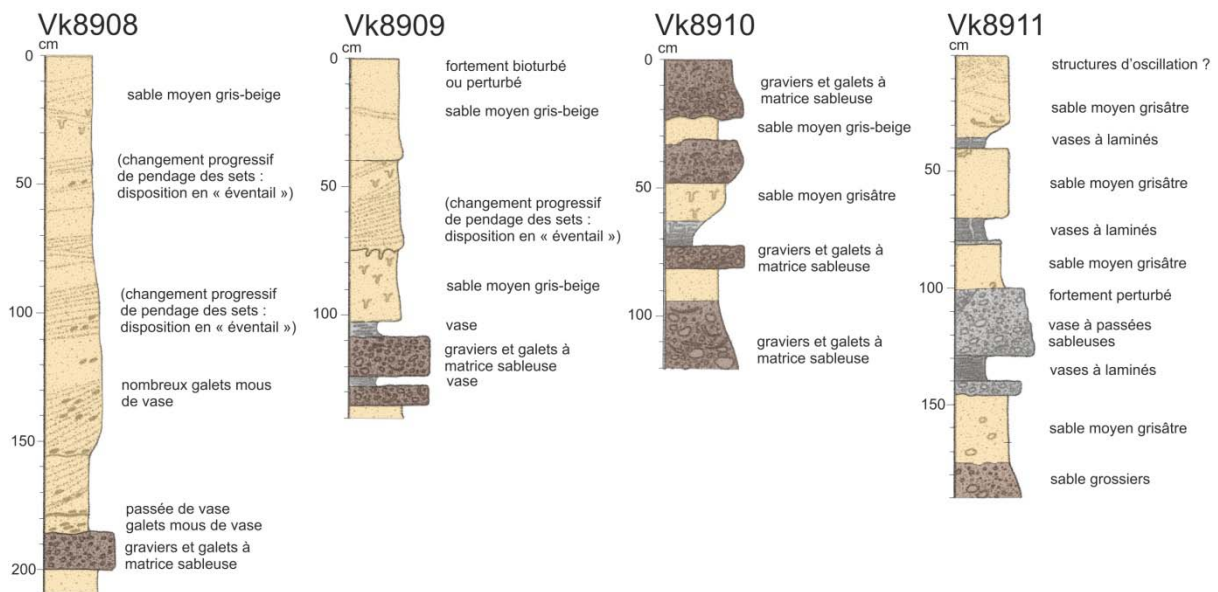 Vk8908
cm
0
sable moyen gris-beige
(changement progressif
de pendage des sets :
disposition en « éventail »)
50
(changement progressif
de pendage des sets :
disposition en « éventail »)
100
nombreux galets mous
de vase
150
passée de vase
galets mous de vase
graviers et galets à
matrice sableuse
200
Vk8909
cm
0
fortement bioturbé
ou perturbé
sable moyen gris-beige
50
(changement progressif
de pendage des sets :
disposition en « éventail »)
sable moyen gris-beige
100
vase
graviers et galets à
matrice sableuse
vase
Vk8910
cm
0
graviers et galets à
matrice sableuse
sable moyen gris-beige
50
sable moyen grisâtre
graviers et galets à
matrice sableuse
100
graviers et galets à
matrice sableuse
Vk8911
cm
0
structures d'oscillation ?
sable moyen grisâtre
vases à laminés
50
sable moyen grisâtre
vases à laminés
sable moyen grisâtre
100
fortement perturbé
vase à passées
sableuses
vases à laminés
150
sable moyen grisâtre
sable grossiers